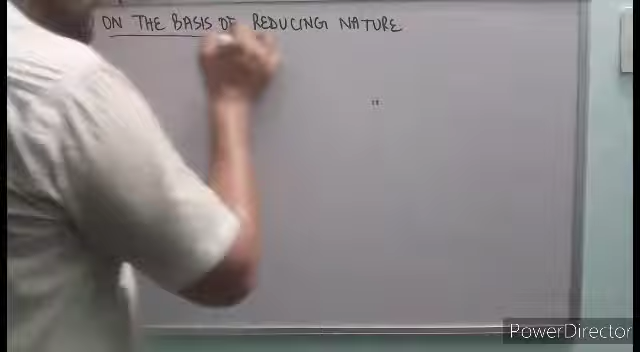 ON THE BASIS OF REDUCING NATURE
PowerDirector